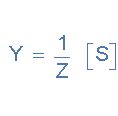 Y = 1/Z [S]